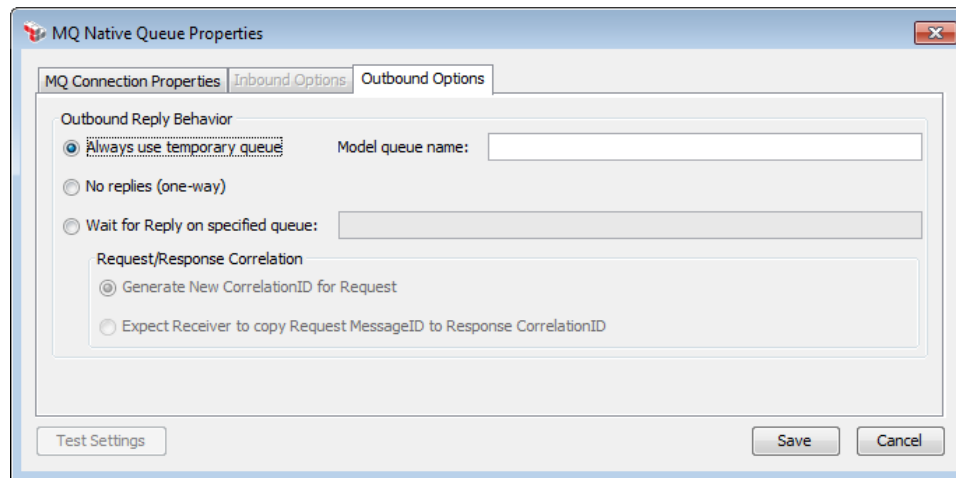 MQ Native Queue Properties
MQ Connection Properties Inbound Options Outbound Options
Outbound Reply Behavior
Always use temporary queue Model queue name:
No replies (one-way)
Wait for Reply on specified queue:
Request/Response Correlation
Generate New CorrelationID for Request
Expect Receiver to copy Request MessageID to Response CorrelationID
Test Settings Save Cancel